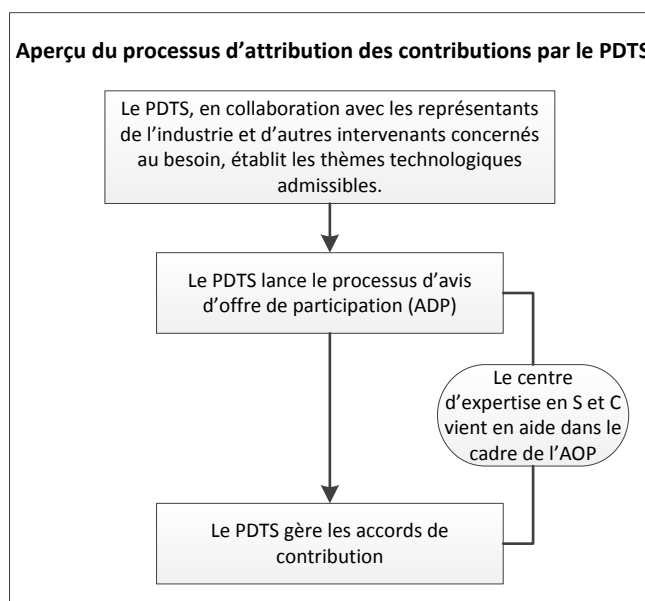 Aperçu du processus d’attribution des contributions par le PDTS
Le PDTS, en collaboration avec les représentants
de l’industrie et d’autres intervenants concernés
au besoin, établit les thèmes technologiques
admissibles.
Le PDTS lance le processus d’avis
d’offre de participation (ADP)
Le centre
d’expertise en S et C
vient en aide dans le
cadre de l’AOP
Le PDTS gère les accords de
contribution